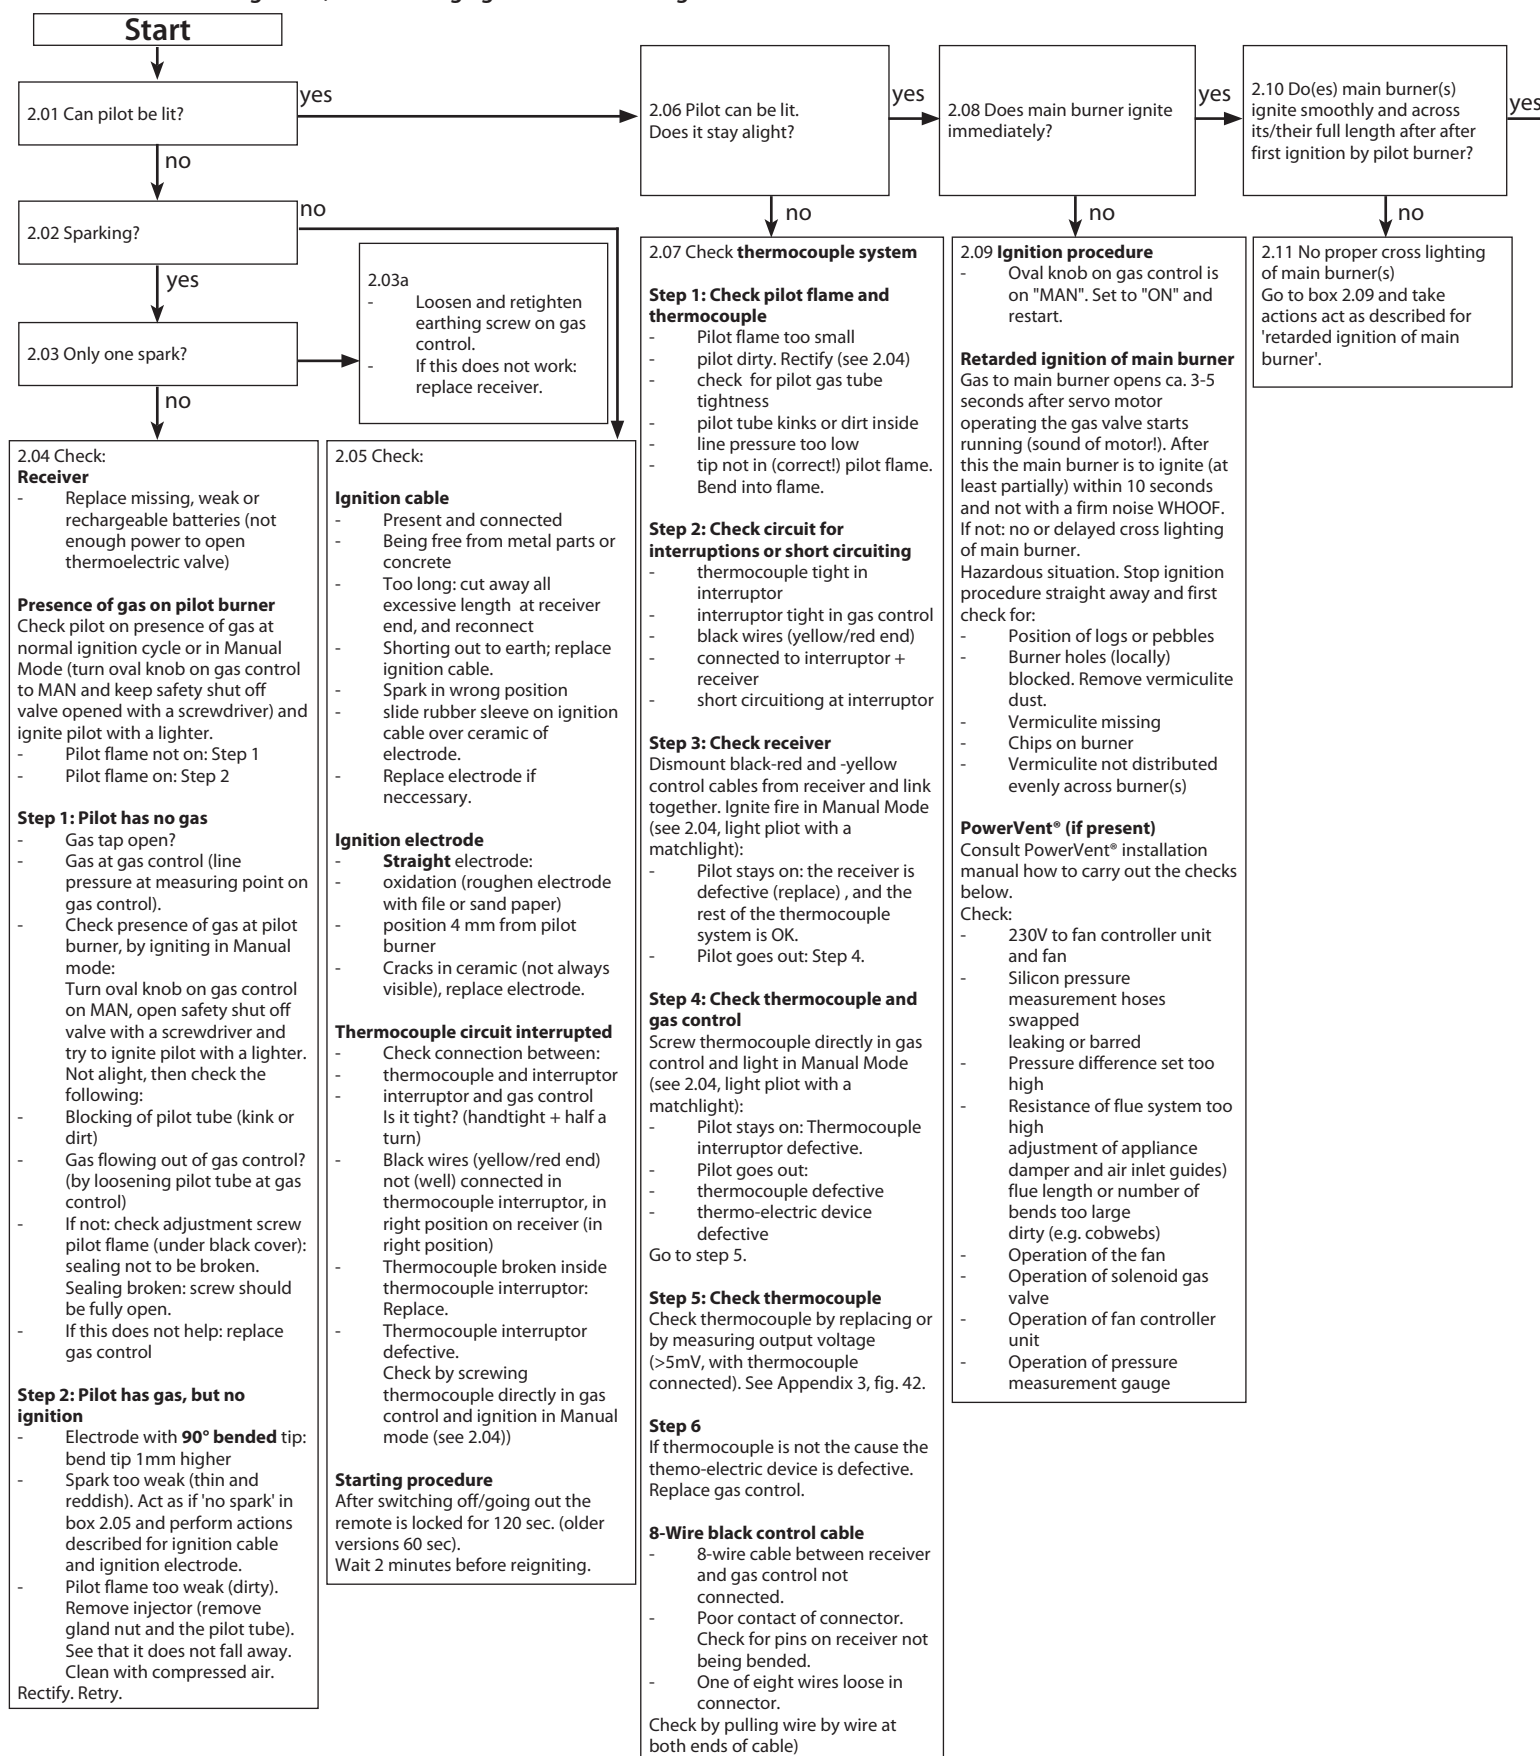 Start
2.01 Can pilot be lit?
yes
no
2.02 Sparking?
no
yes
2.03 Only one spark?
no
2.03a
- Loosen and retighten
earthing screw on gas
control.
- If this does not work:
replace receiver.
2.04 Check:
Receiver
- Replace missing, weak or
rechargeable batteries (not
enough power to open
thermoelectric valve)
Presence of gas on pilot burner
Check pilot on presence of gas at
normal ignition cycle or in Manual
Mode (turn oval knob on gas control
to MAN and keep safety shut off
valve opened with a screwdriver) and
ignite pilot with a lighter.
- Pilot flame not on: Step 1
- Pilot flame on: Step 2
Step 1: Pilot has no gas
- Gas tap open?
- Gas at gas control (line
pressure at measuring point on
gas control).
- Check presence of gas at pilot
burner, by igniting in Manual
mode:
Turn oval knob on gas control
on MAN, open safety shut off
valve with a screwdriver and
try to ignite pilot with a lighter.
Not alight, then check the
following:
- Blocking of pilot tube (kink or
dirt)
- Gas flowing out of gas control?
(by loosening pilot tube at gas
control)
- If not: check adjustment screw
pilot flame (under black cover):
sealing not to be broken.
Sealing broken: screw should
be fully open.
- If this does not help: replace
gas control
Step 2: Pilot has gas, but no
ignition
- Electrode with 90° bended tip:
bend tip 1mm higher
- Spark too weak (thin and
reddish). Act as if 'no spark' in
box 2.05 and perform actions
described for ignition cable
and ignition electrode.
- Pilot flame too weak (dirty).
Remove injector (remove
gland nut and the pilot tube).
See that it does not fall away.
Clean with compressed air.
Rectify. Retry.
2.05 Check:
Ignition cable
- Present and connected
- Being free from metal parts or
concrete
- Too long: cut away all
excessive length at receiver
end, and reconnect
- Shorting out to earth; replace
ignition cable.
- Spark in wrong position
- slide rubber sleeve on ignition
cable over ceramic of
electrode.
- Replace electrode if
neccessary.
Ignition electrode
- Straight electrode:
- oxidation (roughen electrode
with file or sand paper)
- position 4 mm from pilot
burner
- Cracks in ceramic (not always
visible), replace electrode.
Thermocouple circuit interrupted
- Check connection between:
- thermocouple and interruptor
- interruptor and gas control
Is it tight? (handtight + half a
turn)
- Black wires (yellow/red end)
not (well) connected in
thermocouple interruptor, in
right position on receiver (in
right position)
- Thermocouple broken inside
thermocouple interruptor:
Replace.
- Thermocouple interruptor
defective.
Check by screwing
thermocouple directly in gas
control and ignition in Manual
mode (see 2.04))
Starting procedure
After switching off/going out the
remote is locked for 120 sec. (older
versions 60 sec).
Wait 2 minutes before reigniting.
2.06 Pilot can be lit.
Does it stay alight?
yes
no
2.07 Check thermocouple system
Step 1: Check pilot flame and
thermocouple
- Pilot flame too small
- pilot dirty. Rectify (see 2.04)
- check for pilot gas tube
tightness
- pilot tube kinks or dirt inside
- line pressure too low
- tip not in (correct!) pilot flame.
Bend into flame.
Step 2: Check circuit for
interruptions or short circuiting
- thermocouple tight in
interruptor
- interruptor tight in gas control
- black wires (yellow/red end)
- connected to interruptor +
receiver
- short circuitiong at interruptor
Step 3: Check receiver
Dismount black-red and -yellow
control cables from receiver and link
together. Ignite fire in Manual Mode
(see 2.04, light pliot with a
matchlight):
- Pilot stays on: the receiver is
defective (replace) , and the
rest of the thermocouple
system is OK.
- Pilot goes out: Step 4.
Step 4: Check thermocouple and
gas control
Screw thermocouple directly in gas
control and light in Manual Mode
(see 2.04, light pliot with a
matchlight):
- Pilot stays on: Thermocouple
interruptor defective.
- Pilot goes out:
- thermocouple defective
- thermo-electric device
defective
Go to step 5.
Step 5: Check thermocouple
Check thermocouple by replacing or
by measuring output voltage
(>5mV, with thermocouple
connected). See Appendix 3, fig. 42.
Step 6
If thermocouple is not the cause the
themo-electric device is defective.
Replace gas control.
8-Wire black control cable
- 8-wire cable between receiver
and gas control not
connected.
- Poor contact of connector.
Check for pins on receiver not
being bended.
- One of eight wires loose in
connector.
Check by pulling wire by wire at
both ends of cable)
2.08 Does main burner ignite
immediately?
yes
no
2.09 Ignition procedure
- Oval knob on gas control is
on "MAN". Set to "ON" and
restart.
Retarded ignition of main burner
Gas to main burner opens ca. 3-5
seconds after servo motor
operating the gas valve starts
running (sound of motor!). After
this the main burner is to ignite (at
least partially) within 10 seconds
and not with a firm noise WHOOF.
If not: no or delayed cross lighting
of main burner.
Hazardous situation. Stop ignition
procedure straight away and first
check for:
- Position of logs or pebbles
- Burner holes (locally)
blocked. Remove vermiculite
dust.
- Vermiculite missing
- Chips on burner
- Vermiculite not distributed
evenly across burner(s)
PowerVent® (if present)
Consult PowerVent® installation
manual how to carry out the checks
below.
Check:
- 230V to fan controller unit
and fan
- Silicon pressure
measurement hoses
swapped
leaking or barred
- Pressure difference set too
high
- Resistance of flue system too
high
adjustment of appliance
damper and air inlet guides)
flue length or number of
bends too large
dirty (e.g. cobwebs)
- Operation of the fan
- Operation of solenoid gas
valve
- Operation of fan controller
unit
- Operation of pressure
measurement gauge
2.10 Do(es) main burner(s)
ignite smoothly and across
its/their full length after after
first ignition by pilot burner?
yes
no
2.11 No proper cross lighting
of main burner(s)
Go to box 2.09 and take
actions act as described for
'retarded ignition of main
burner'.